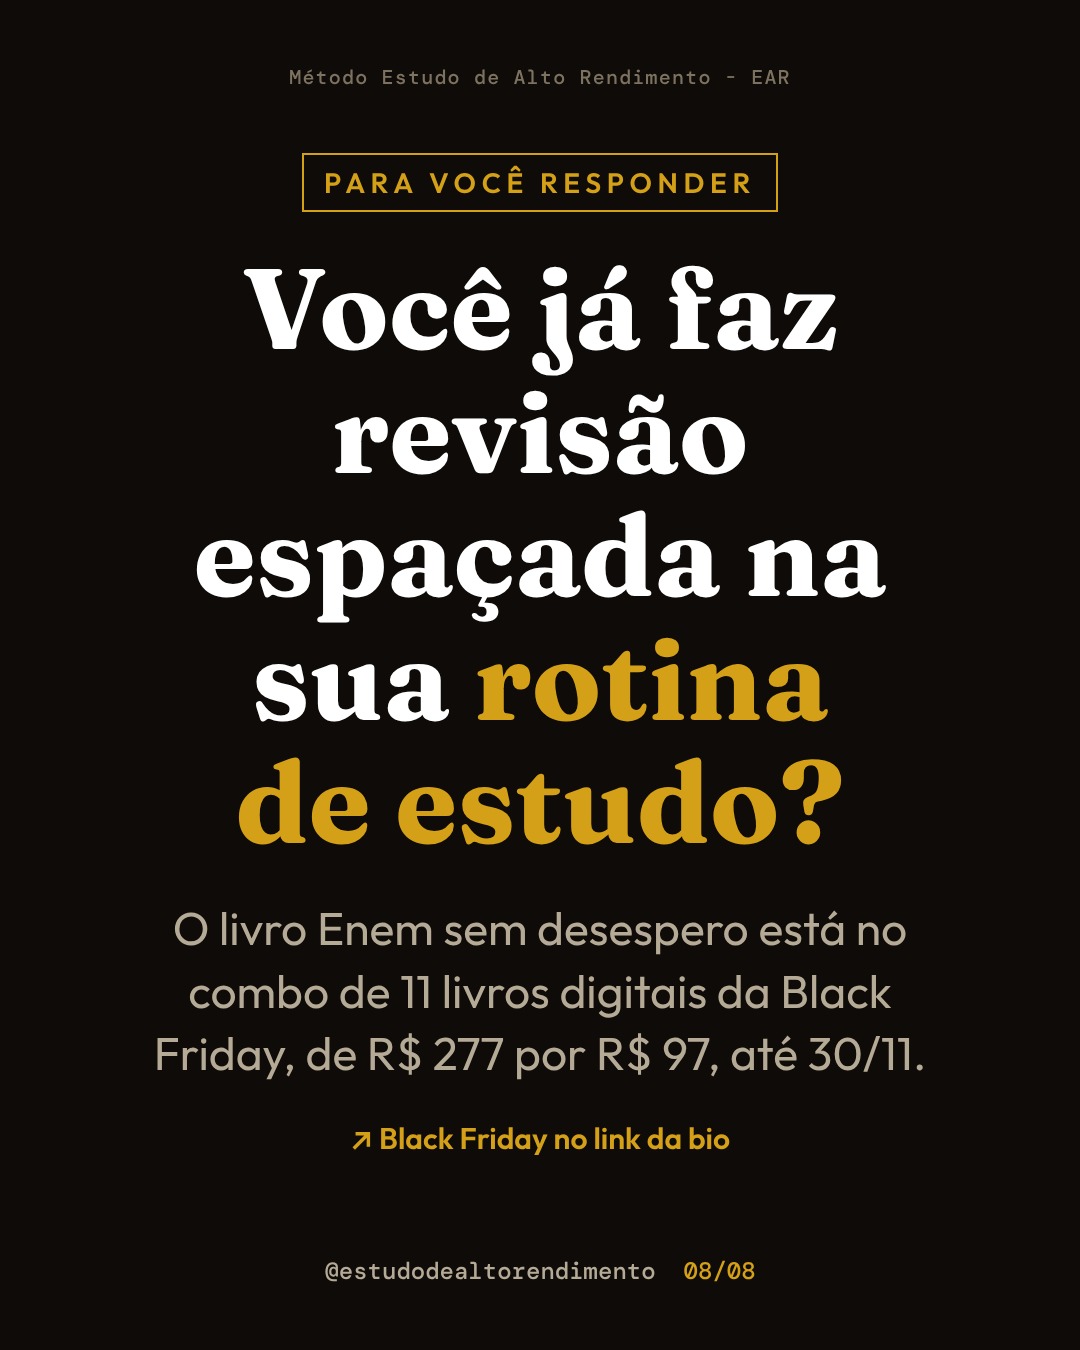 Método Estudo de Alto Rendimento - EAR
PARA VOCÊ RESPONDER
Você já faz
revisão
espaçada na
sua rotina
de estudo?
O livro Enem sem desespero está no
combo de 11 livros digitais da Black
Friday, de R$ 277 por R$ 97, até 30/11.
↗ Black Friday no link da bio
@estudodealtorendimento 08/08